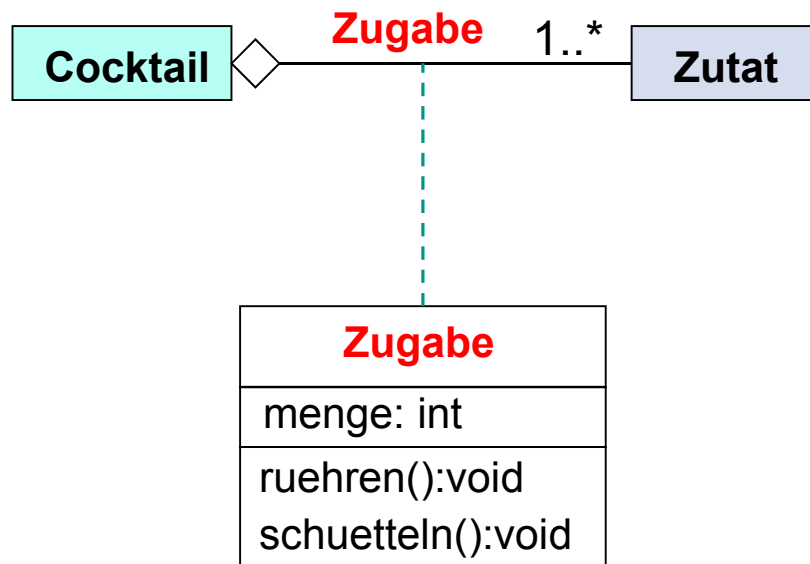 Zugabe
1..*
Cocktail
Zutat
Zugabe
menge: int
ruehren():void
schuetteln():void